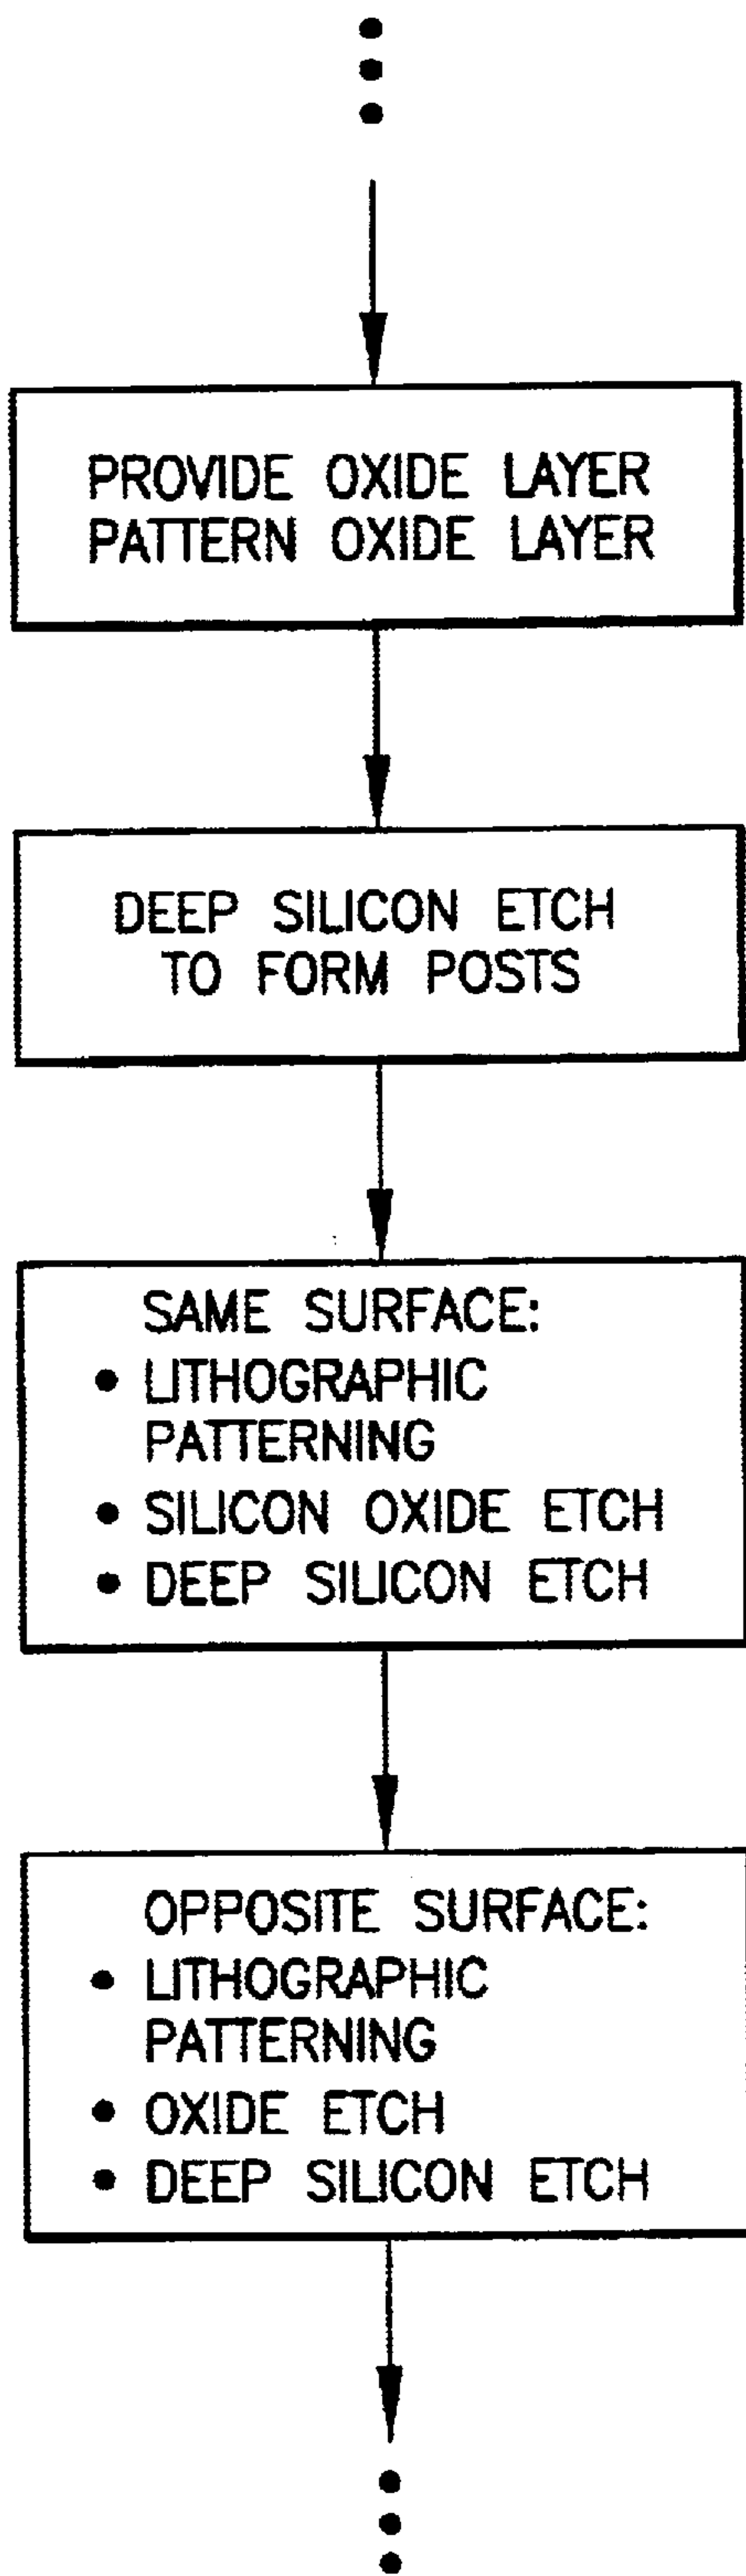 PROVIDE OXIDE LAYER
PATTERN OXIDE LAYER
DEEP SILICON ETCH
TO FORM POSTS
SAME SURFACE:
• LITHOGRAPHIC
PATTERNING
• SILICON OXIDE ETCH
• DEEP SILICON ETCH
OPPOSITE SURFACE:
• LITHOGRAPHIC
PATTERNING
• OXIDE ETCH
• DEEP SILICON ETCH